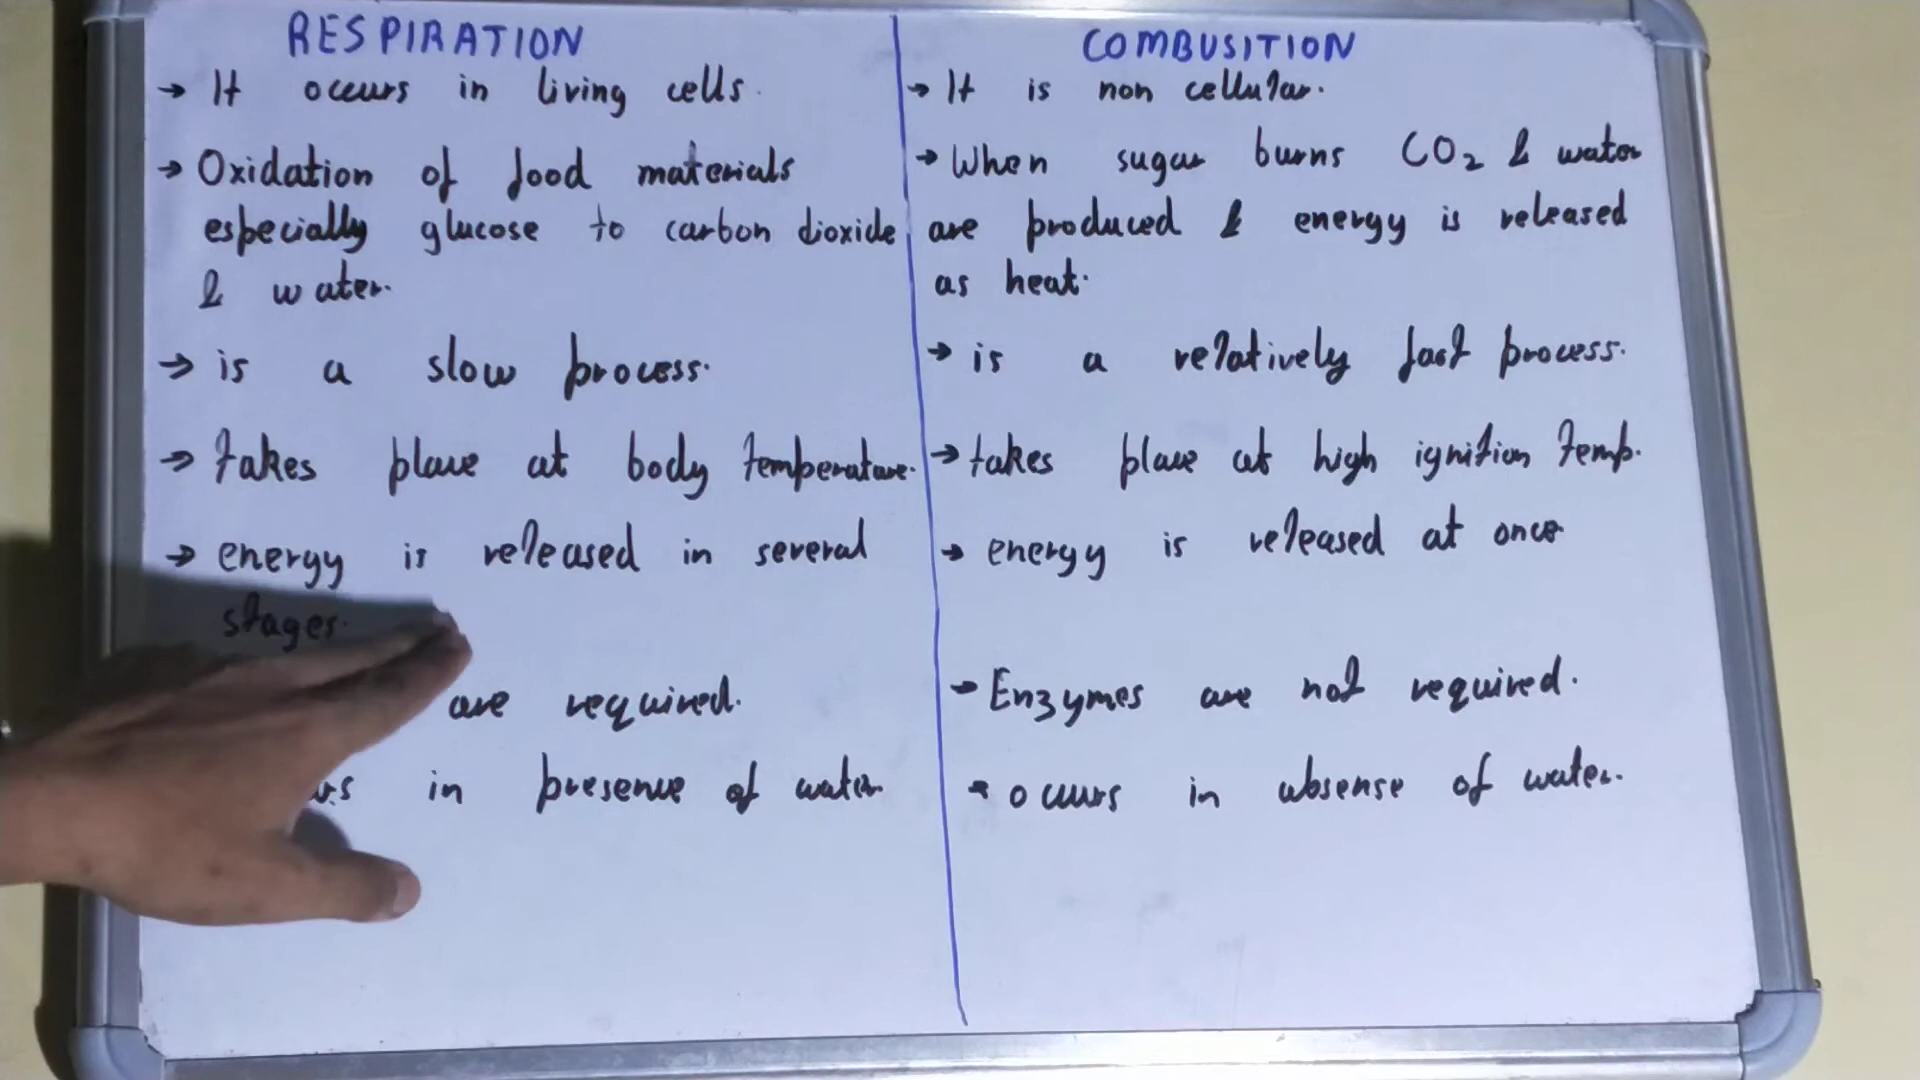 RESPIRATION
→ It occurs in living cells.
→ Oxidation of food materials
especially glucose to carbon dioxide
& water.
→ is a slow process.
→ takes place at body temperature.
→ energy is released in several
stages.
are required.
in presence of water
COMBUSITION
→ It is non cellular.
→ When sugar burns CO2 & water
are produced & energy is released
as heat.
→ is a relatively fast process.
→ takes place at high ignition temp.
→ energy is released at once
→ Enzymes are not required.
→ occurs in absense of water.